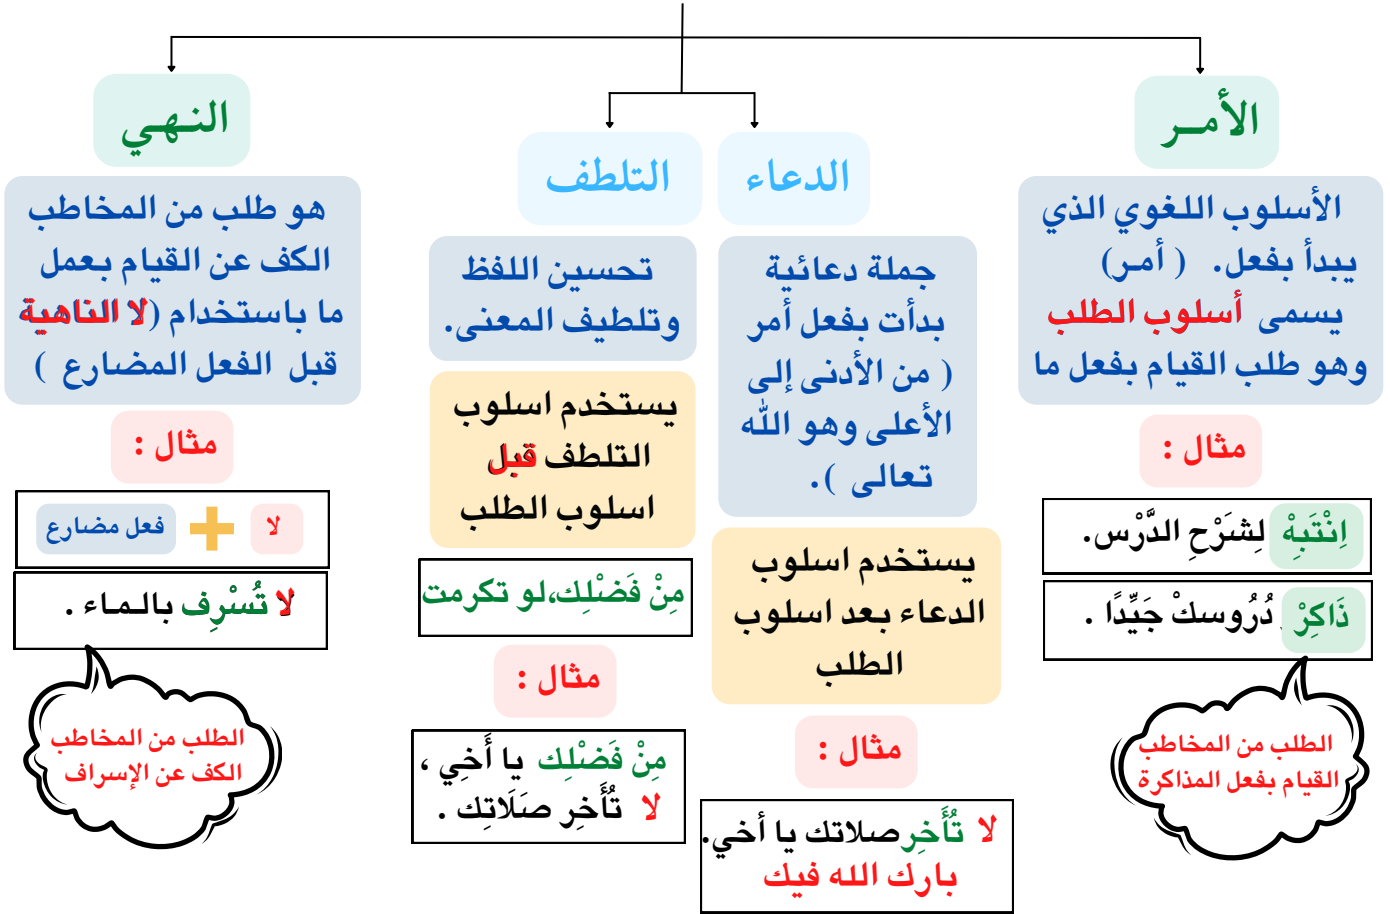 الأمـر
الأسلوب اللغوي الذي
يبدأ بفعل. ( أمـر)
يسمى أسلوب الطلب
وهو طلب القيام بفعل ما
مثال :
اِنْتَبِهْ لِشَرْحِ الدَّرْس.
ذَاكِرْ دُرُوسكْ جَيِّدًا .
الطلب من المخاطب
القيام بفعل المذاكرة
الدعاء
جملة دعائية
بدأت بفعل أمر
( من الأدنى إلى
الأعلى وهو الله
تعالى ).
يستخدم اسلوب
الدعاء بعد اسلوب
الطلب
مثال :
لا تُأَخِر صلاتك يا أخي.
بارك الله فيك
التلطف
تحسين اللفظ
وتلطيف المعنى.
يستخدم اسلوب
التلطف قبل
اسلوب الطلب
مِنْ فَضْلِك،لو تكرمت
مثال :
مِنْ فَضْلِك يا أَخِي ،
لا تُأَخِر صَلَاتِك .
النـهـي
هو طلب من المخاطب
الكف عن القيام بعمل
ما باستخدام (لا الناهية
قبل الفعل المضارع )
مثال :
لا + فعل مضارع
لا تُسْرِف بالـماء .
الطلب من المخاطب
الكف عن الإسراف